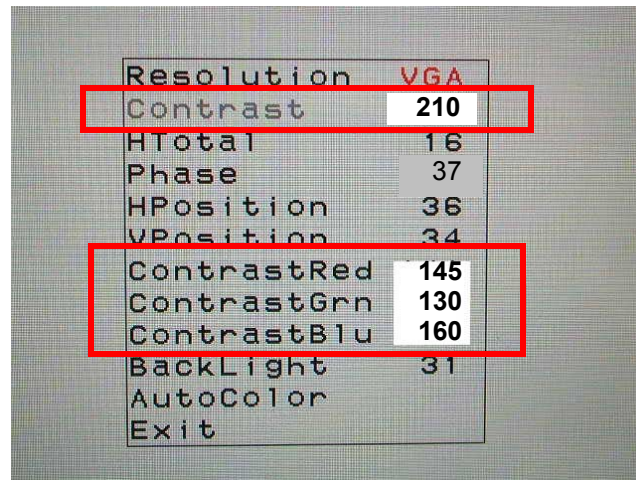 Resolution VGA
Contrast 210
HTotal 16
Phase 37
HPosition 36
VPosition 34
ContrastRed 145
ContrastGrn 130
ContrastBlu 160
BackLight 31
AutoColor
Exit